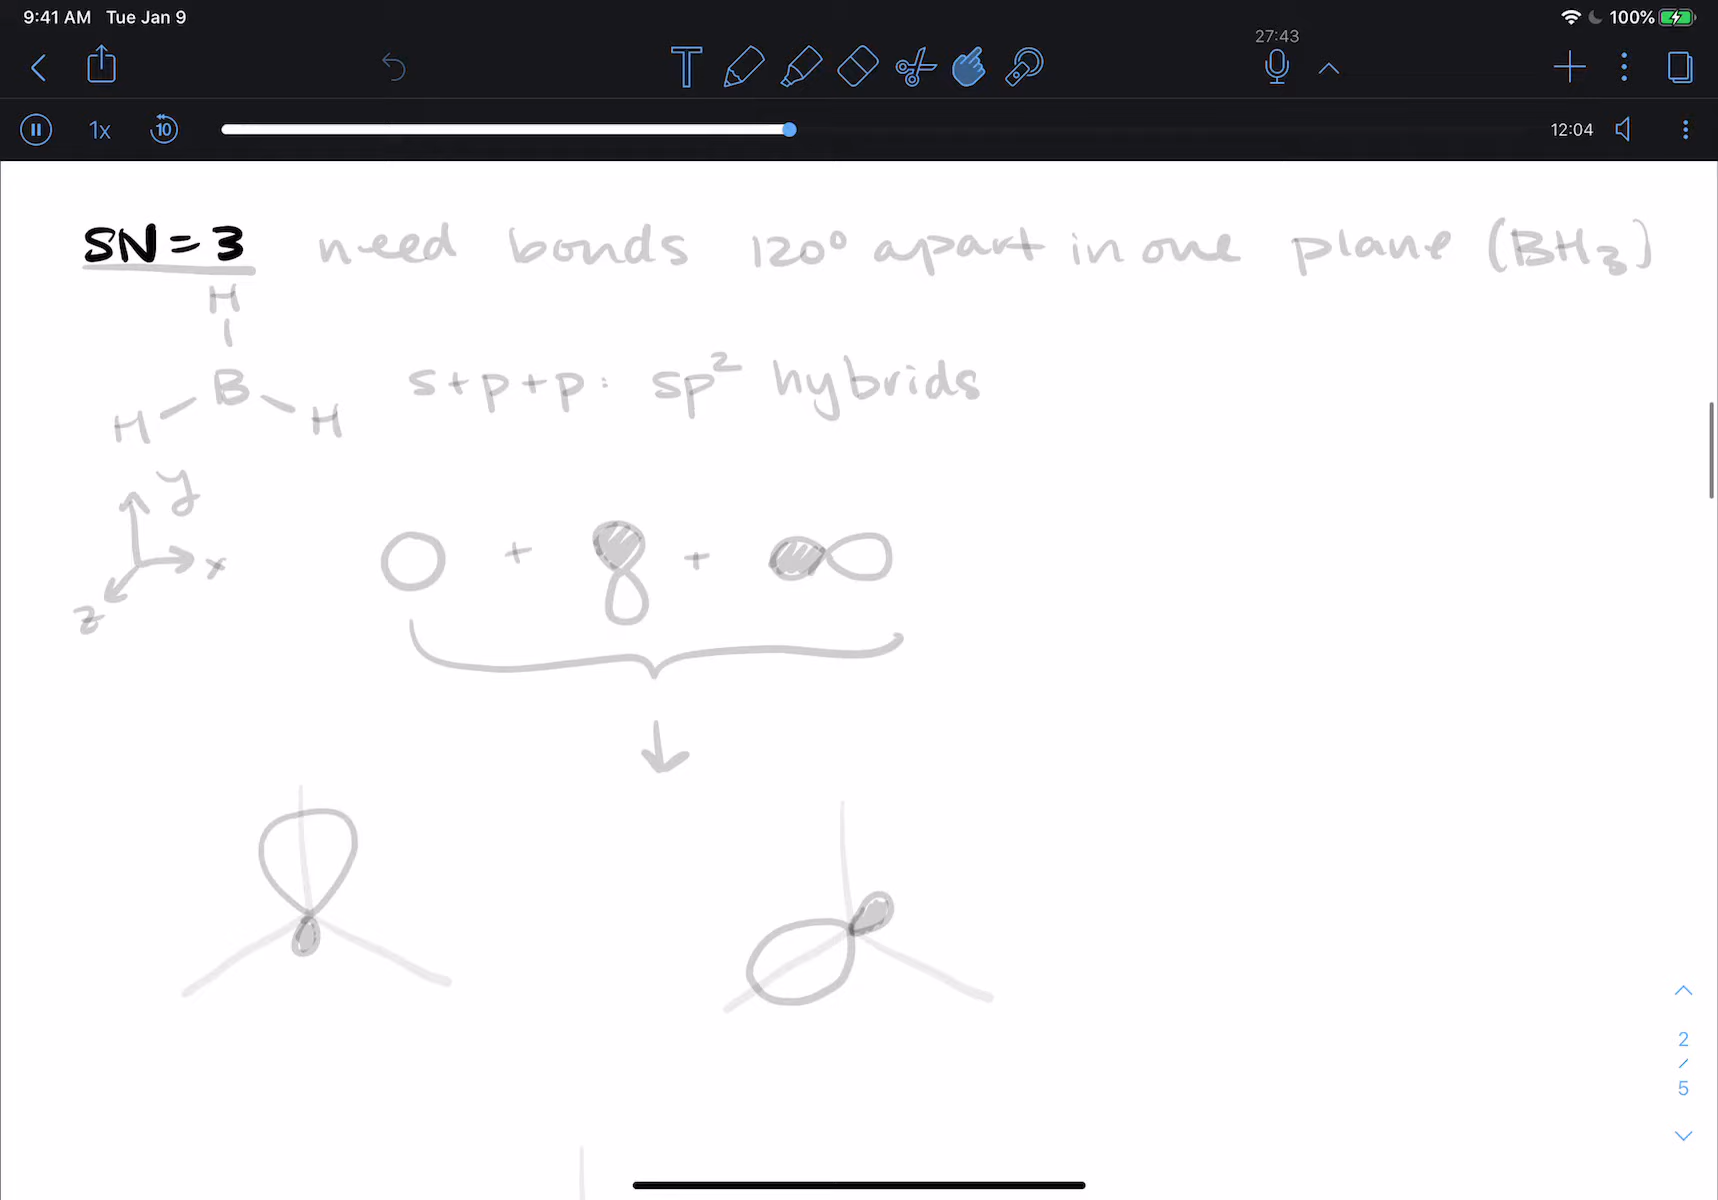 9:41 AM Tue Jan 9
100%
27:43
1x
10
12:04
SN=3 need bonds 120° apart in one plane (BH₃)
H
B
H H
s+p+p: sp² hybrids
y
x
z
+ +
2
/
5